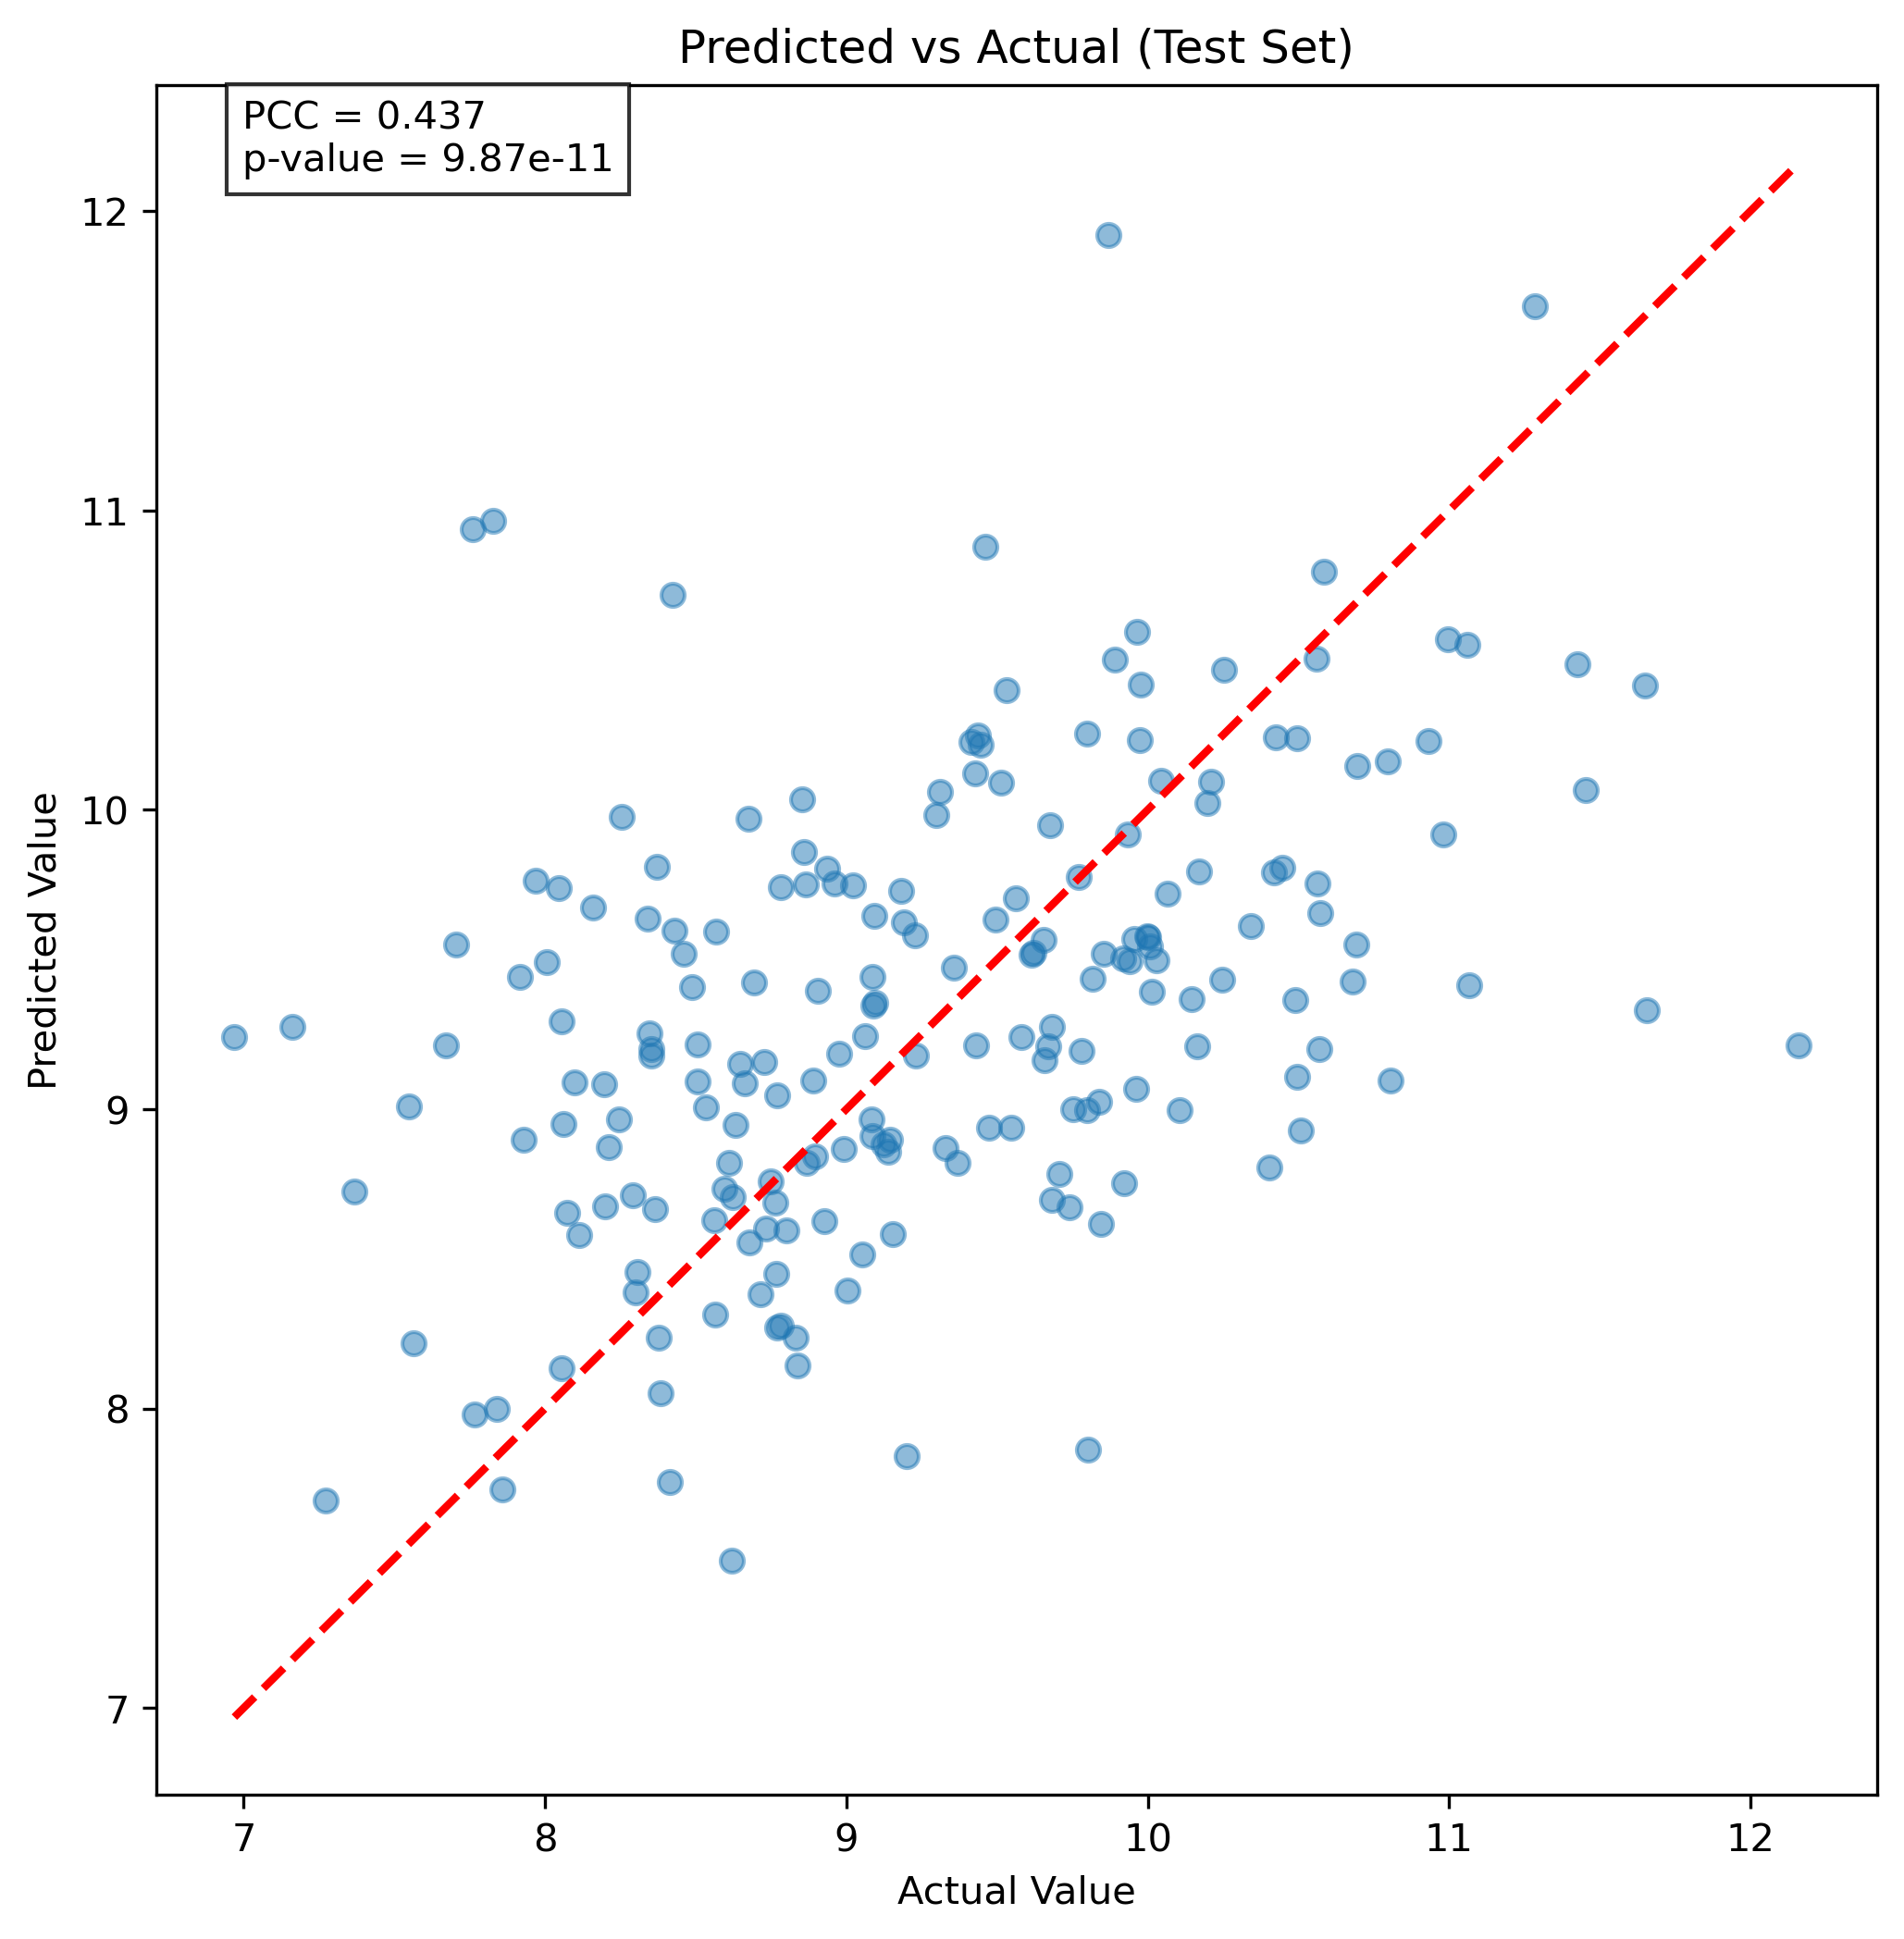 Predicted vs Actual (Test Set)
PCC = 0.437
p-value = 9.87e-11
12
11
10
9
8
7
Predicted Value
7
8
9
10
11
12
Actual Value